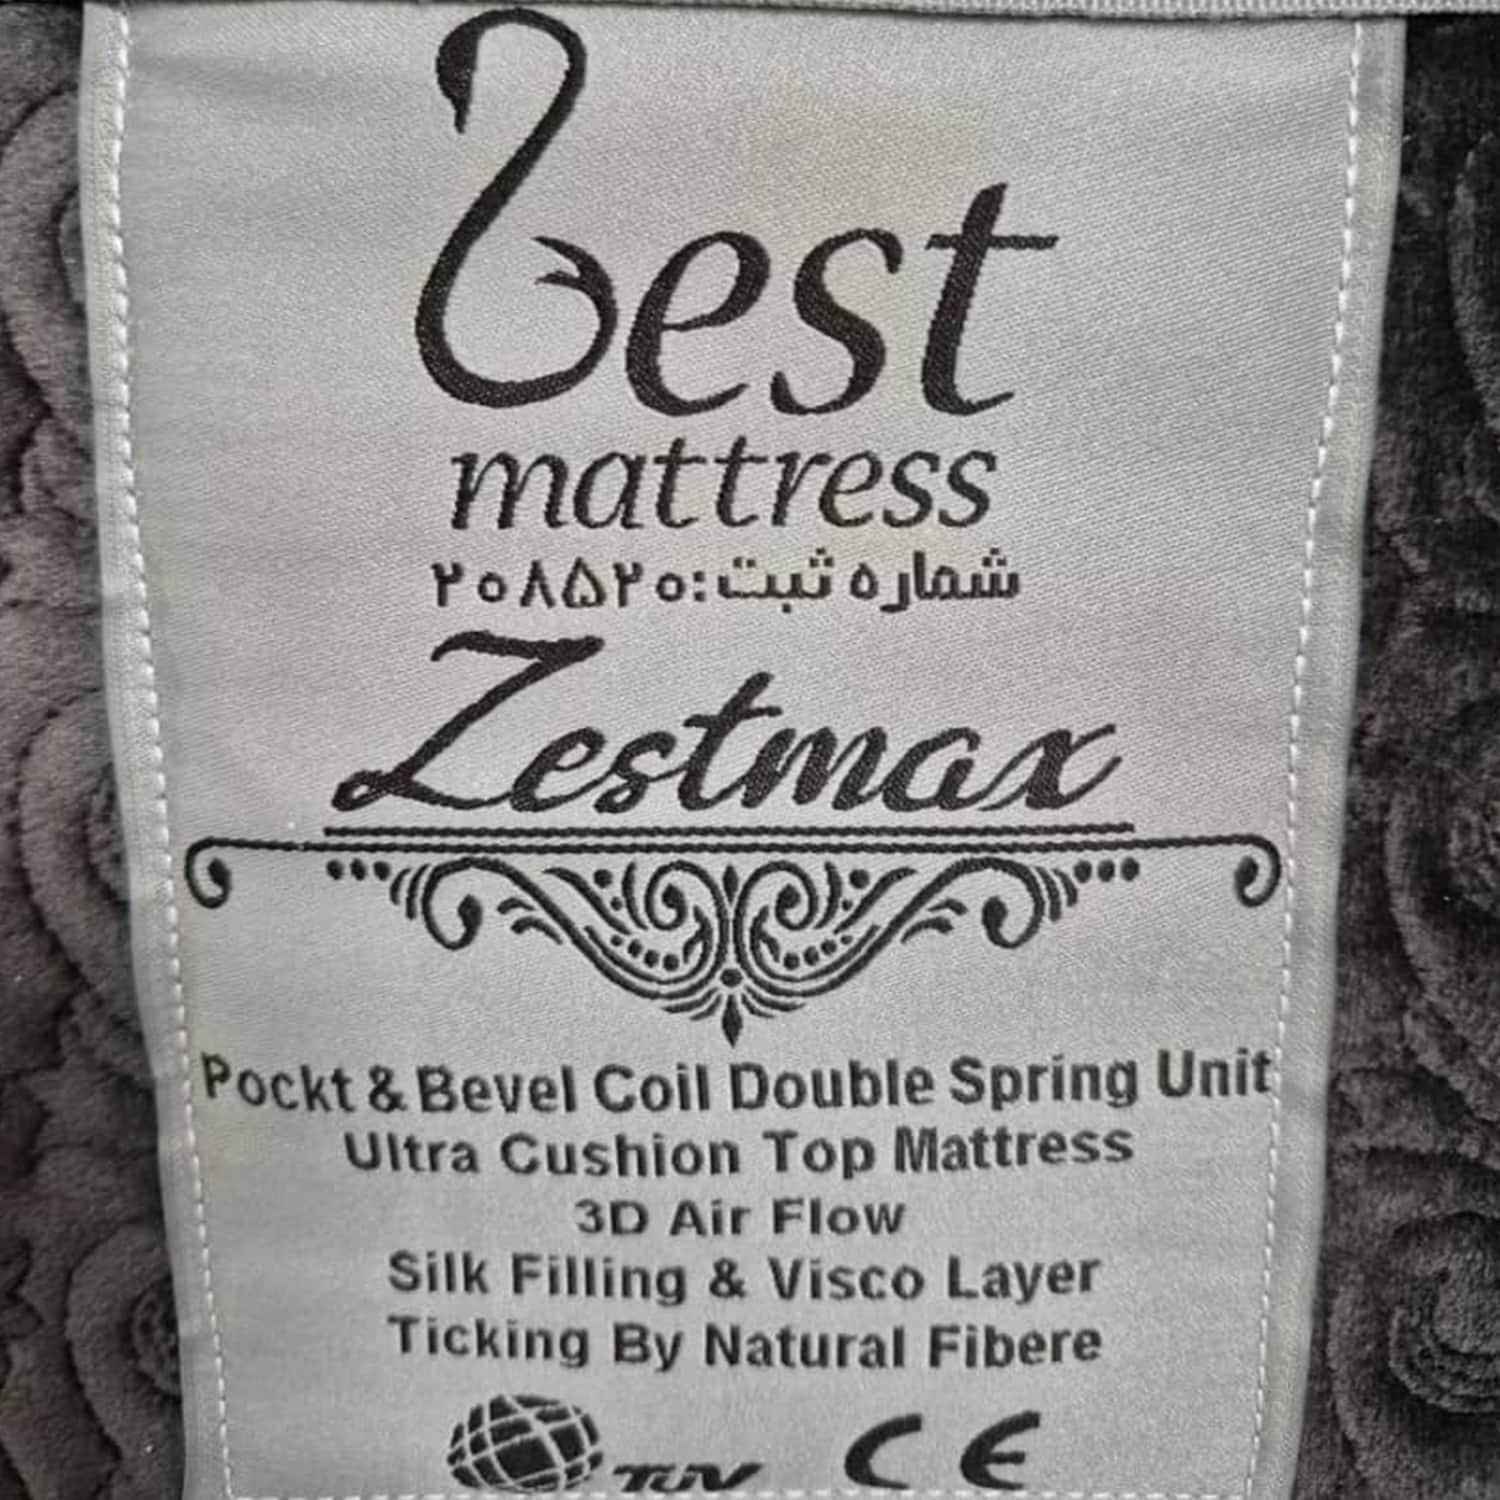 Best
mattress
شماره ثبت: ۲۰۸۵۲۰
Zestmax
Pockt & Bevel Coil Double Spring Unit
Ultra Cushion Top Mattress
3D Air Flow
Silk Filling & Visco Layer
Ticking By Natural Fibere
TÜV CE